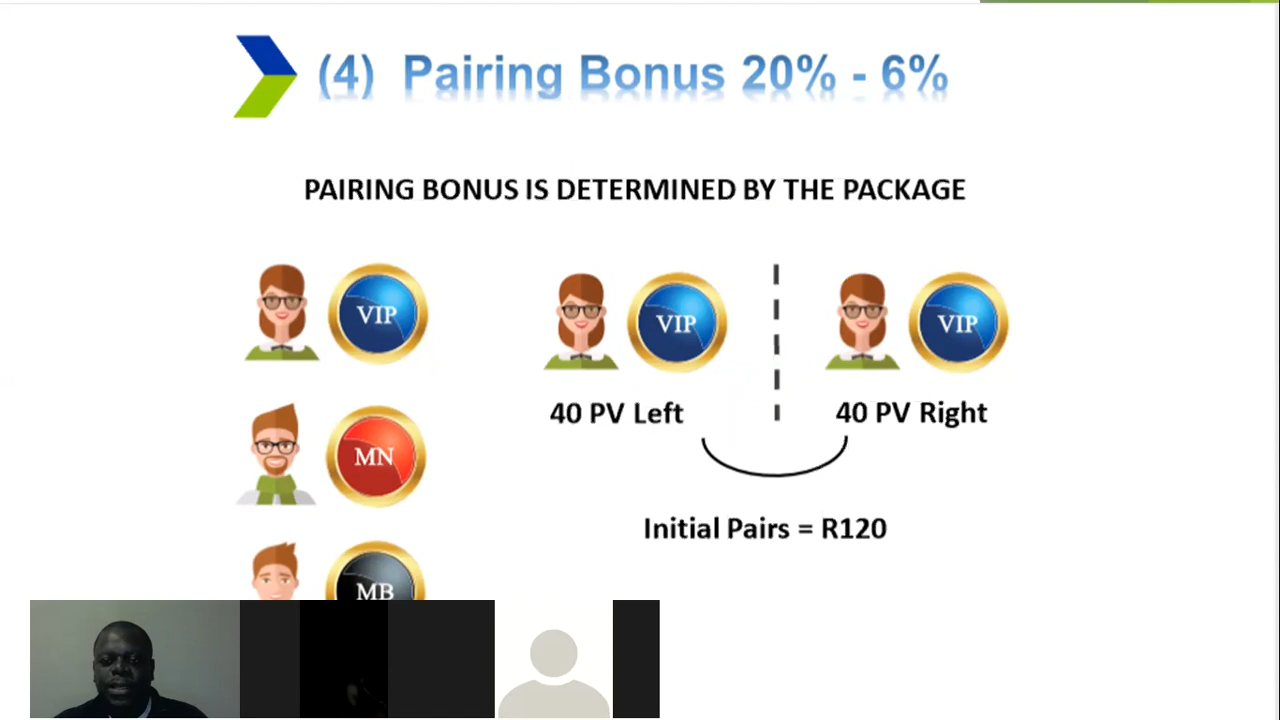 (4) Pairing Bonus 20% - 6%
PAIRING BONUS IS DETERMINED BY THE PACKAGE
VIP
VIP
VIP
40 PV Left
40 PV Right
MN
Initial Pairs = R120
MB